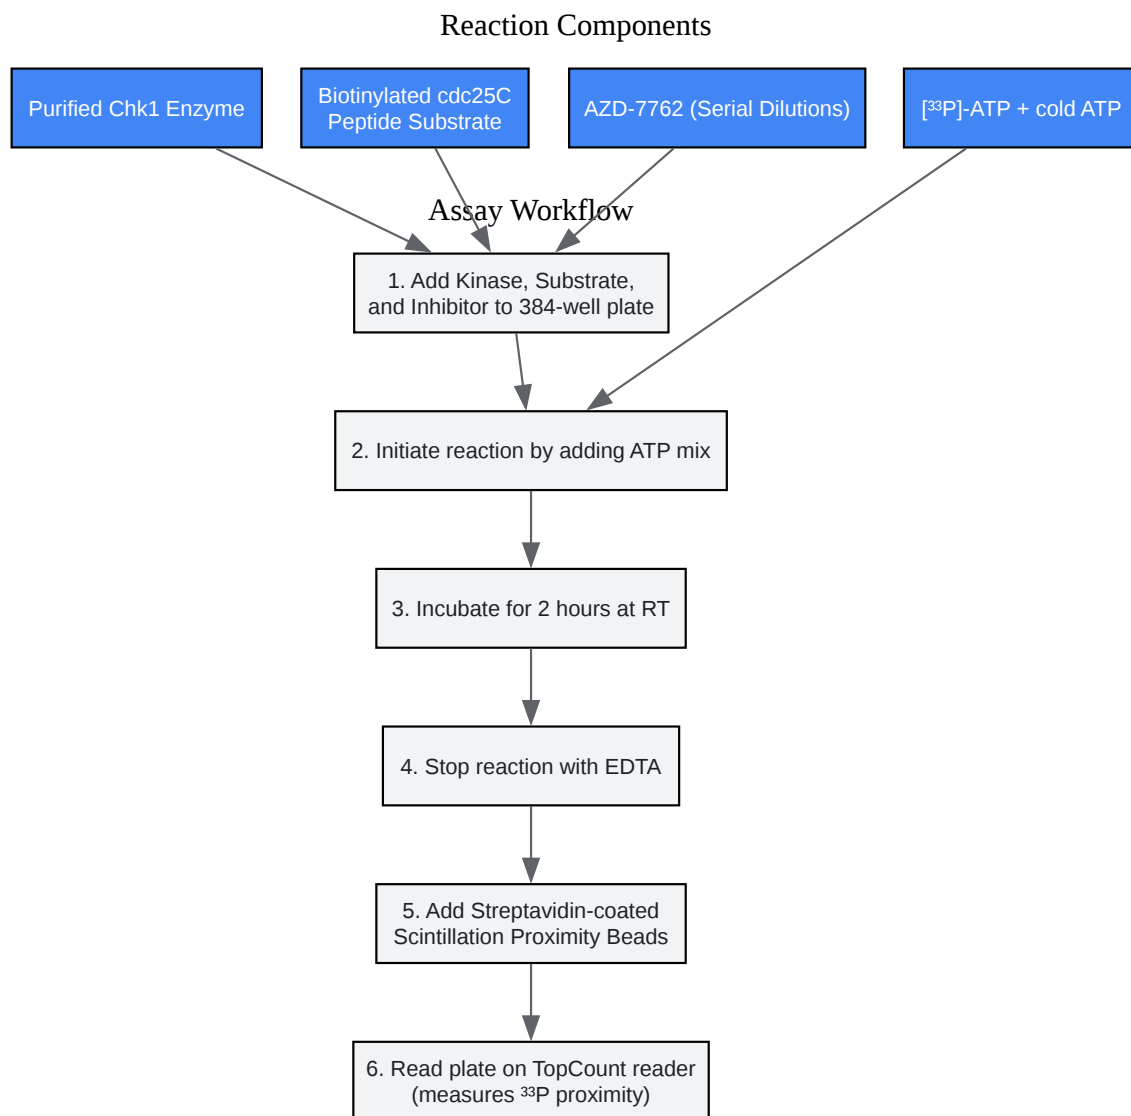 Reaction Components
Purified Chk1 Enzyme
Biotinylated cdc25C
Peptide Substrate
AZD-7762 (Serial Dilutions)
[³³P]-ATP + cold ATP
Assay Workflow
1. Add Kinase, Substrate,
and Inhibitor to 384-well plate
2. Initiate reaction by adding ATP mix
3. Incubate for 2 hours at RT
4. Stop reaction with EDTA
5. Add Streptavidin-coated
Scintillation Proximity Beads
6. Read plate on TopCount reader
(measures ³³P proximity)